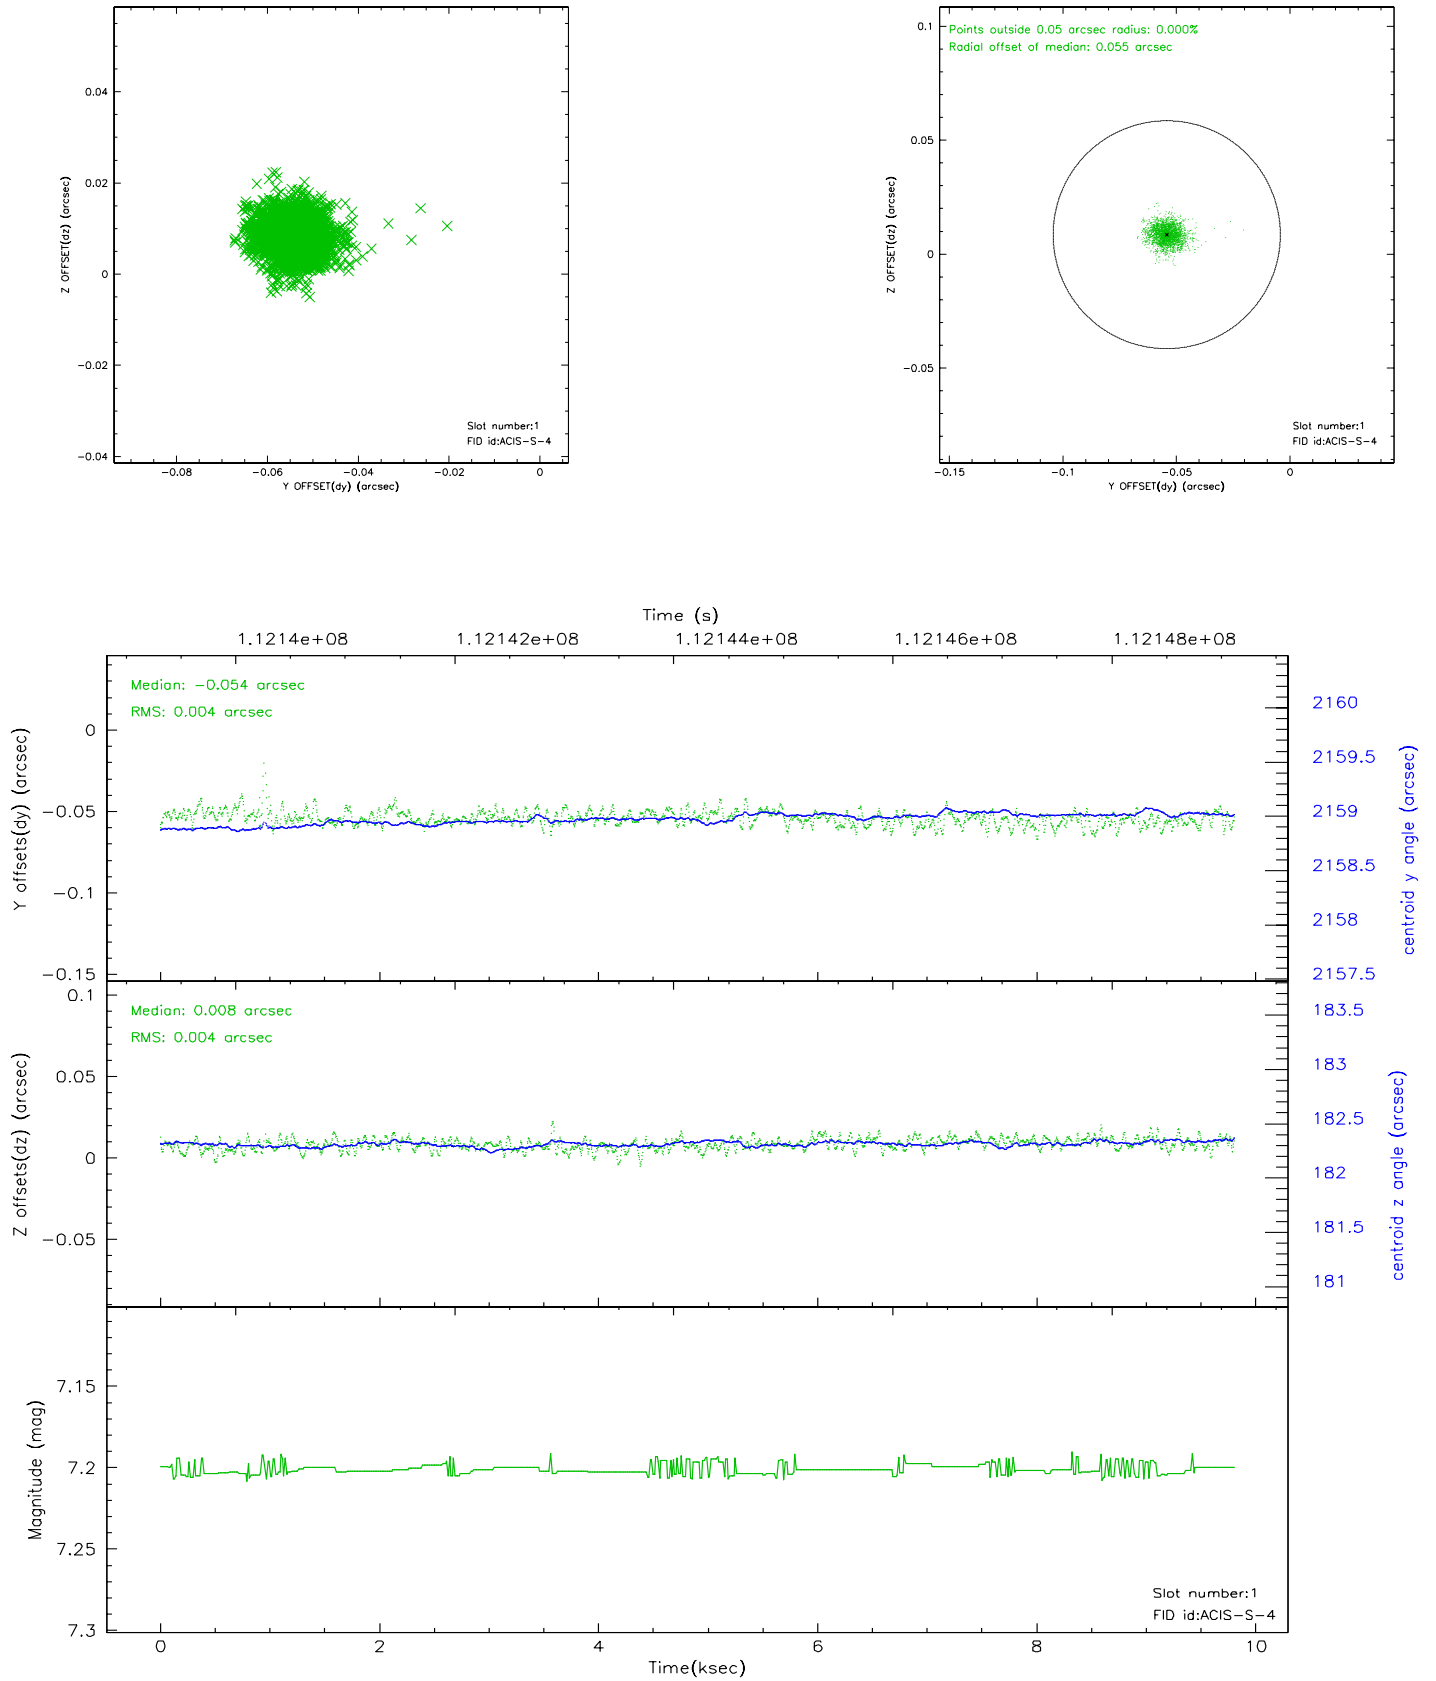 0.04
0.02
0
−0.02
−0.04
Z OFFSET(dz) (arcsec)
Slot number:1
FID id:ACIS−S−4
−0.08 −0.06 −0.04 −0.02 0
Y OFFSET(dy) (arcsec)
Points outside 0.05 arcsec radius: 0.000%
Radial offset of median: 0.055 arcsec
0.1
0.05
0
−0.05
Z OFFSET(dz) (arcsec)
Slot number:1
FID id:ACIS−S−4
−0.15 −0.1 −0.05 0
Y OFFSET(dy) (arcsec)
Time (s)
1.1214e+08 1.12142e+08 1.12144e+08 1.12146e+08 1.12148e+08
Median: −0.054 arcsec
RMS: 0.004 arcsec
0
−0.05
−0.1
−0.15
Y offsets(dy) (arcsec)
2160
2159.5
2159
2158.5
2158
2157.5
centroid y angle (arcsec)
Median: 0.008 arcsec
RMS: 0.004 arcsec
0.1
0.05
0
−0.05
Z offsets(dz) (arcsec)
183.5
183
182.5
182
181.5
181
centroid z angle (arcsec)
7.15
7.2
7.25
7.3
Magnitude (mag)
Slot number:1
FID id:ACIS−S−4
0 2 4 6 8 10
Time(ksec)